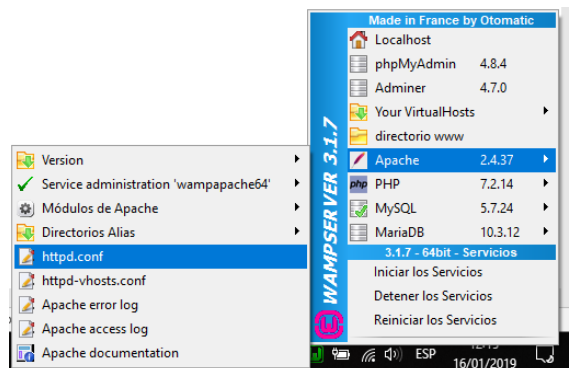 Made in France by Otomatic
Localhost
phpMyAdmin 4.8.4
Adminer 4.7.0
Your VirtualHosts
directorio www
Apache 2.4.37
php PHP 7.2.14
MySQL 5.7.24
MariaDB 10.3.12
3.1.7 - 64bit - Servicios
Iniciar los Servicios
Detener los Servicios
Reiniciar los Servicios
WAMPSERVER 3.1.7
Version
Service administration 'wampapache64'
Módulos de Apache
Directorios Alias
httpd.conf
httpd-vhosts.conf
Apache error log
Apache access log
Apache documentation
ESP
16/01/2019